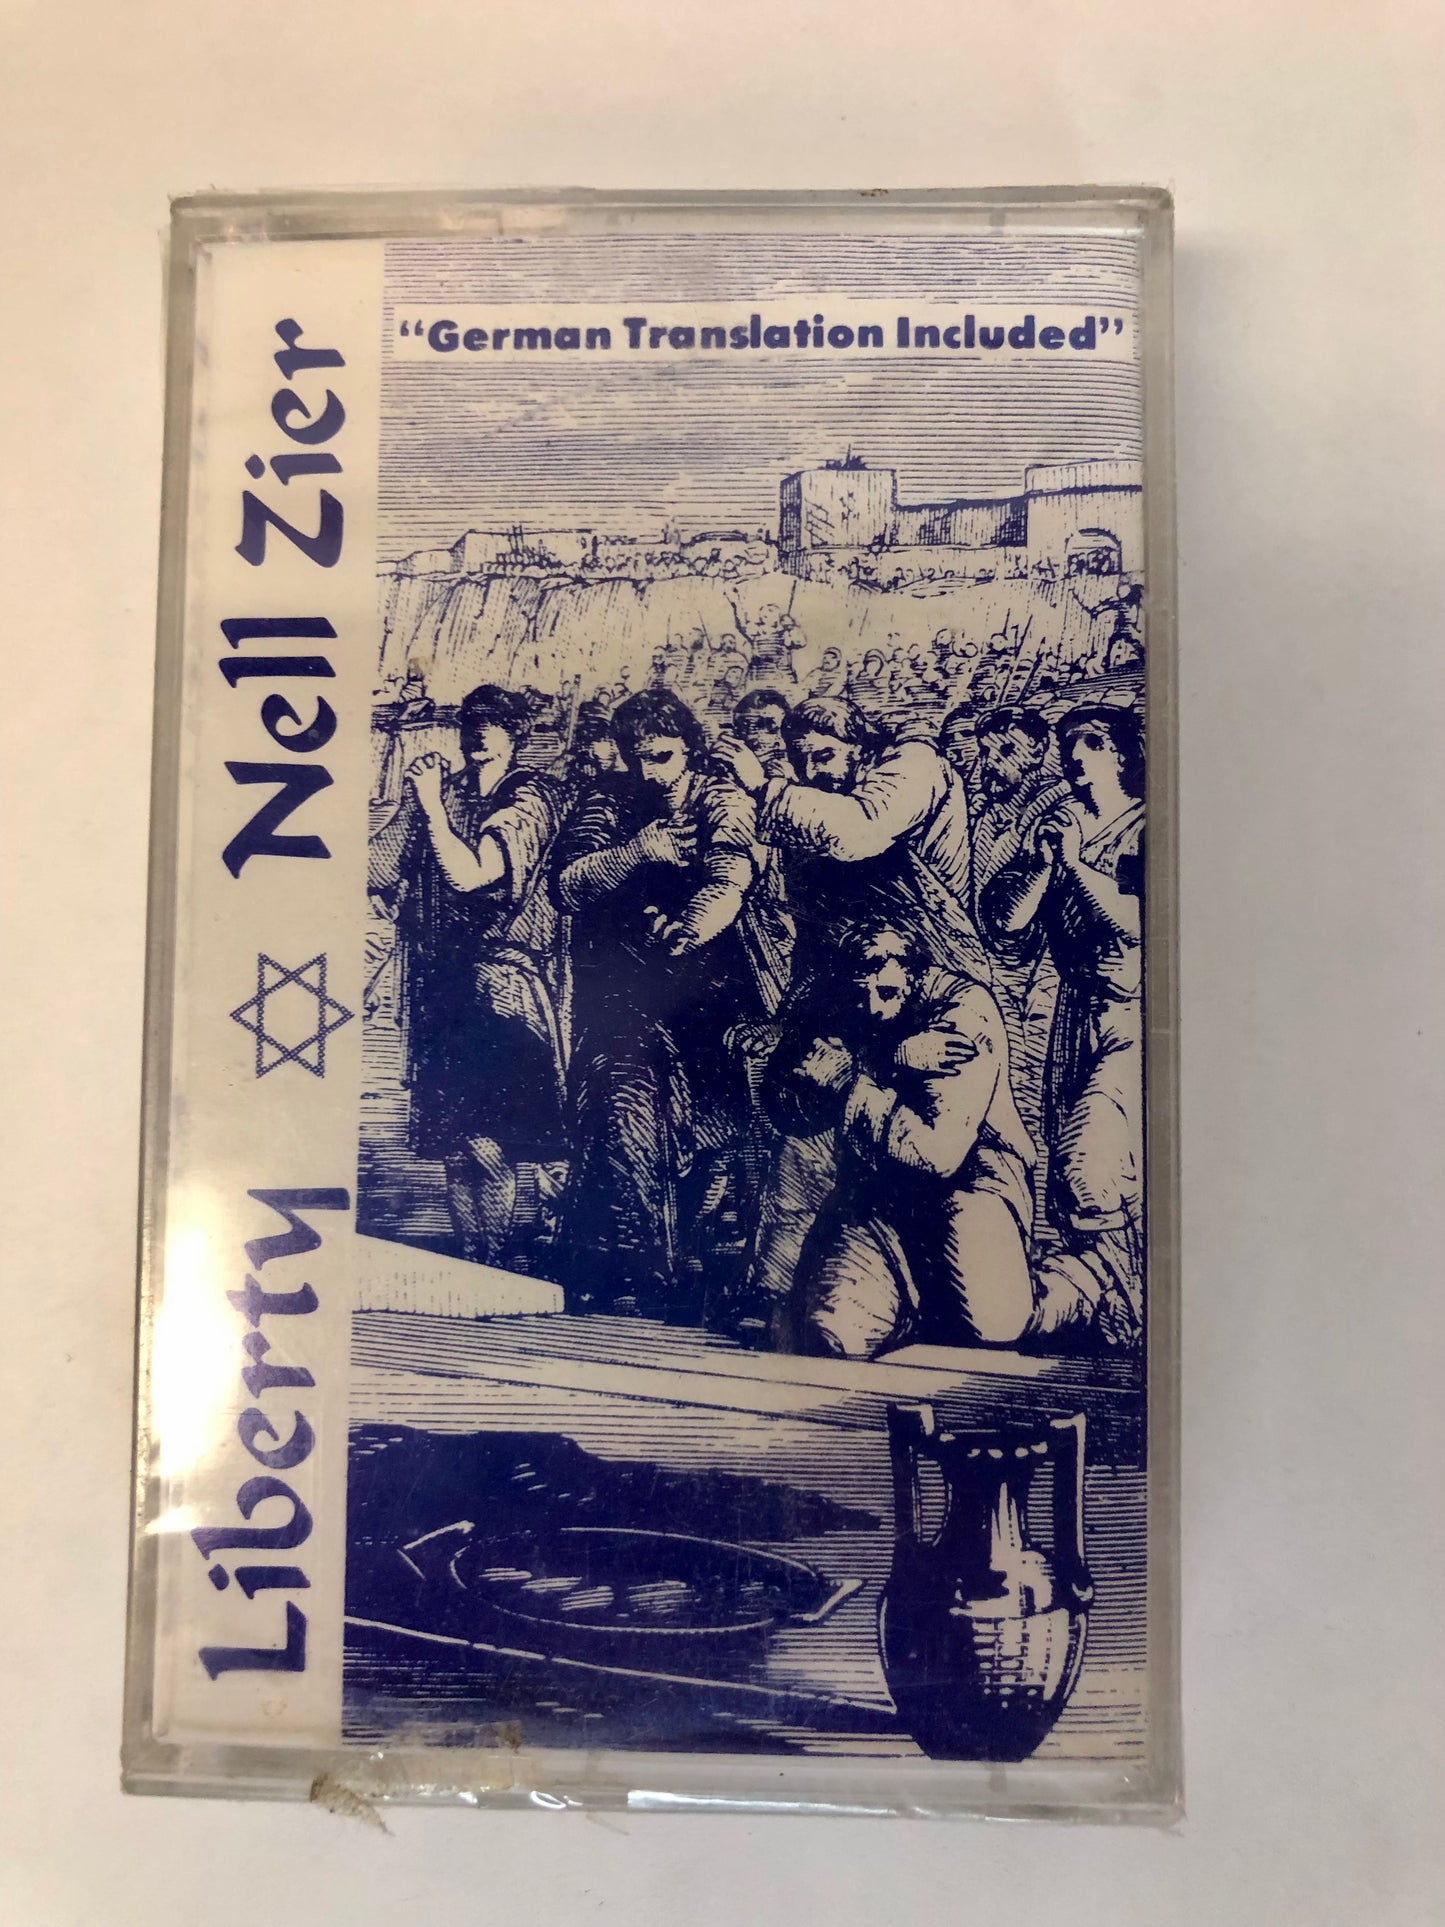 "German Translation Included"
Liberty ✡ Nell Zier